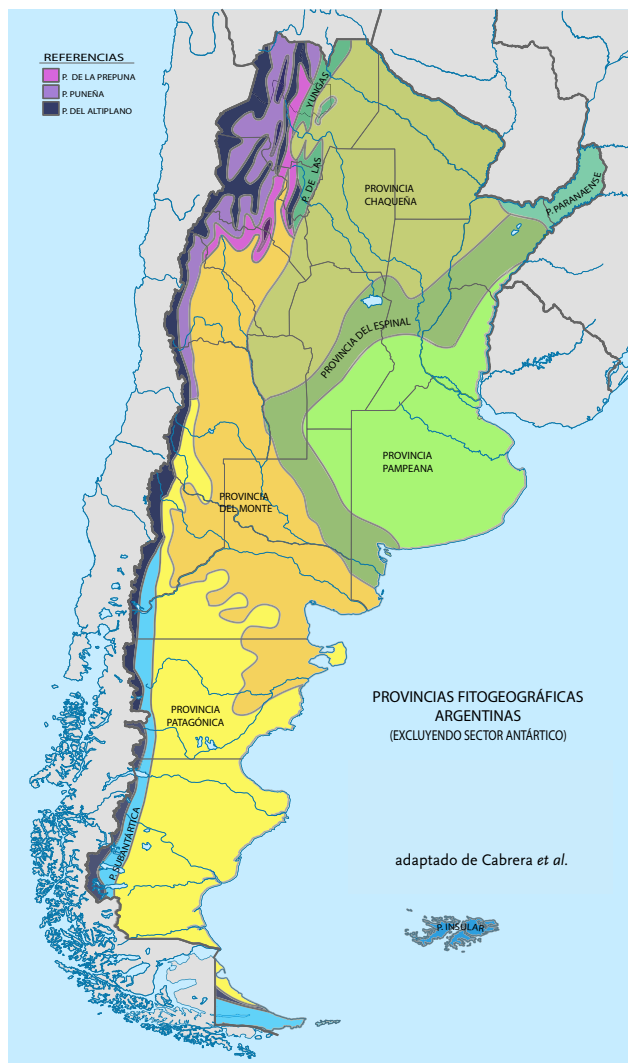 REFERENCIAS
P. DE LA PREPUNA
P. PUNEÑA
P. DEL ALTIPLANO
P. DE LAS YUNGAS
PROVINCIA
CHAQUEÑA
P. PARANAENSE
PROVINCIA DEL ESPINAL
PROVINCIA
PAMPEANA
PROVINCIA
DEL MONTE
PROVINCIA
PATAGÓNICA
P. SUBANTÁRTICA
PROVINCIAS FITOGEOGRÁFICAS
ARGENTINAS
(EXCLUYENDO SECTOR ANTÁRTICO)
adaptado de Cabrera et al.
P. INSULAR